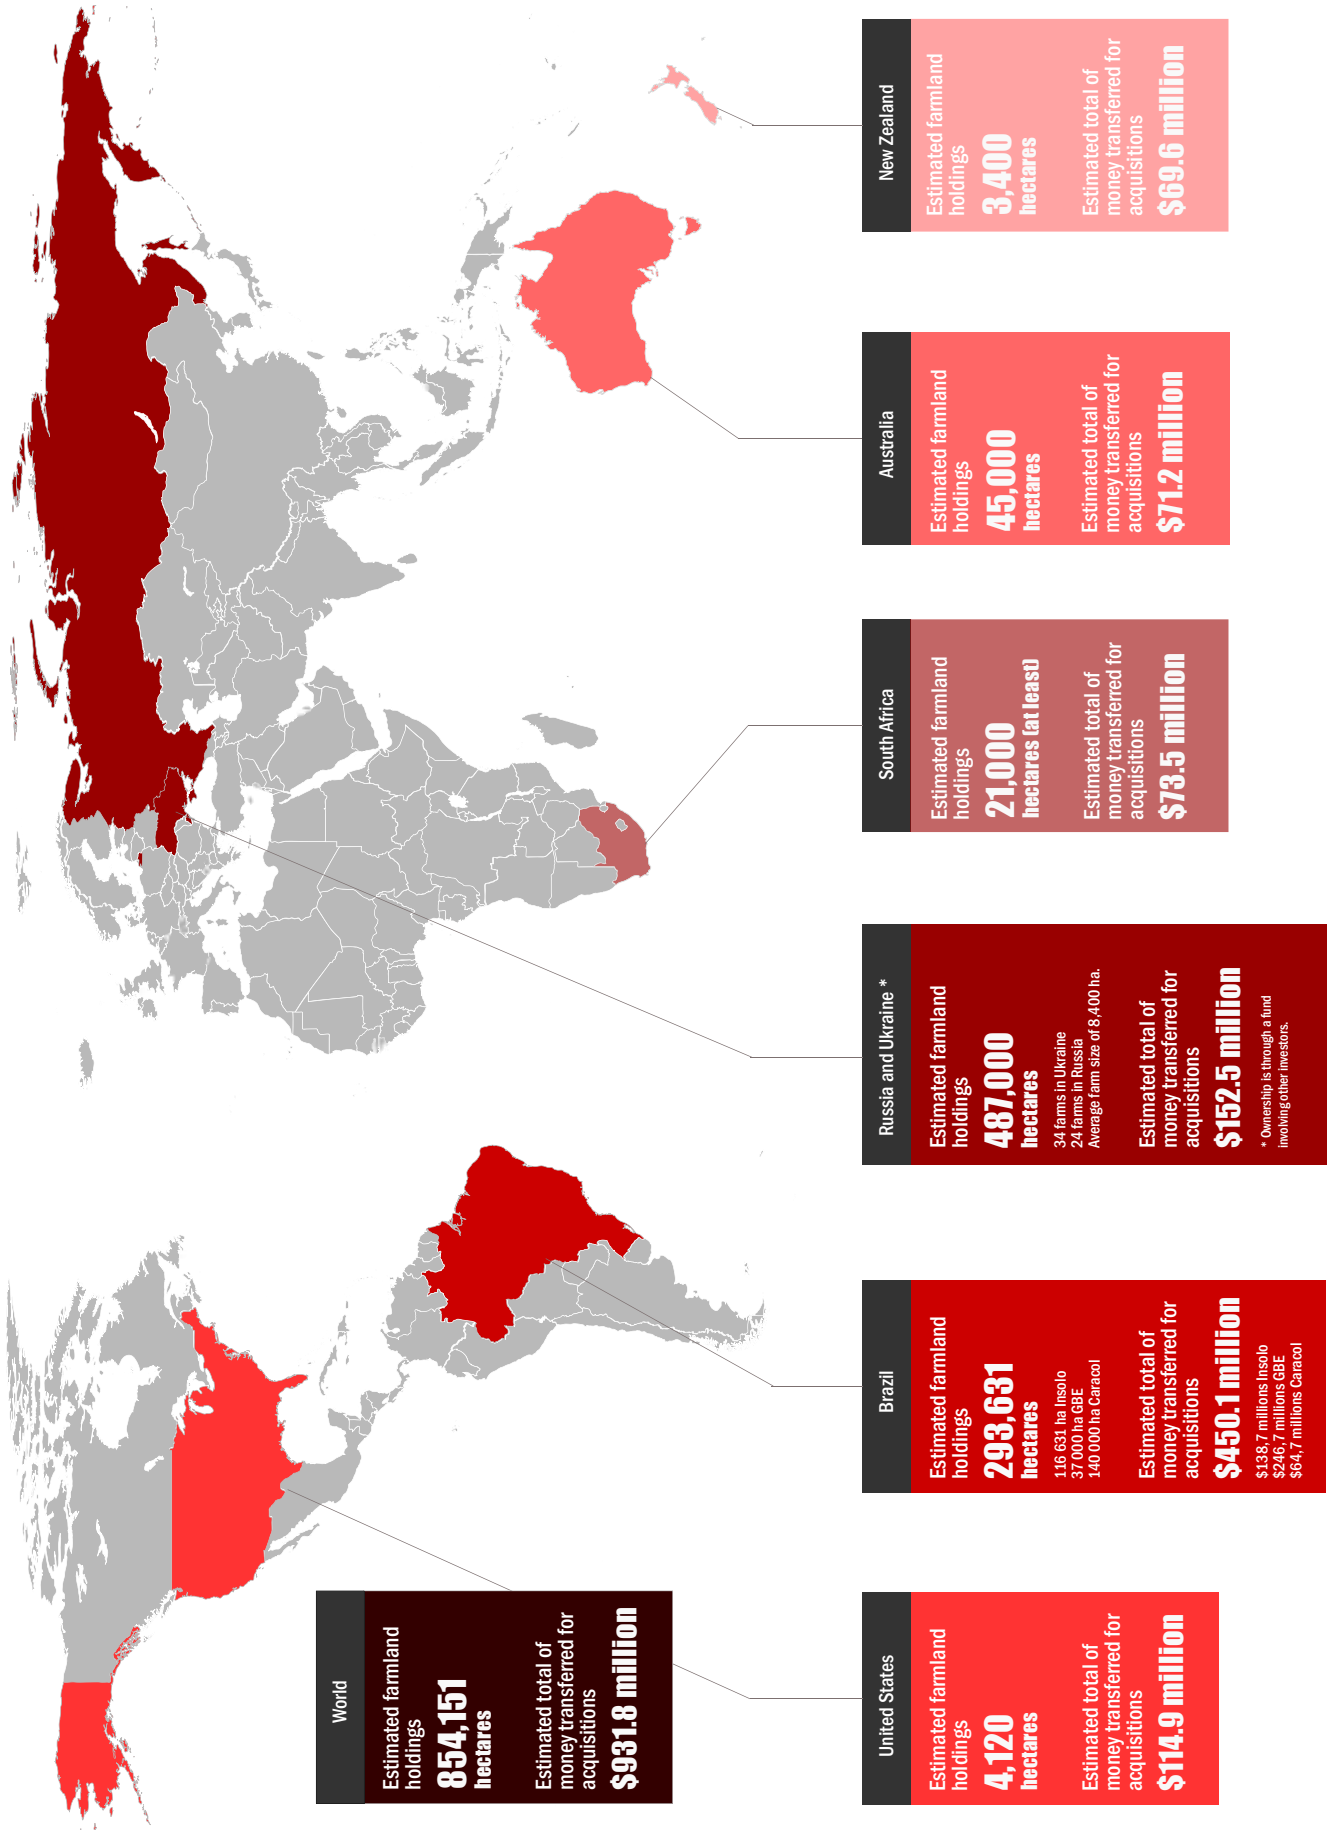 World
Estimated farmland
holdings
854,151
hectares
Estimated total of
money transferred for
acquisitions
$931.8 million
United States
Estimated farmland
holdings
4,120
hectares
Estimated total of
money transferred for
acquisitions
$114.9 million
Brazil
Estimated farmland
holdings
293,631
hectares
116 631 ha Insolo
37 000 ha GBE
140 000 ha Caracol
Estimated total of
money transferred for
acquisitions
$450.1 million
$138,7 millions Insolo
$246,7 millions GBE
$64,7 millions Caracol
Russia and Ukraine *
Estimated farmland
holdings
487,000
hectares
34 farms in Ukraine
24 farms in Russia
Average farm size of 8,400 ha.
Estimated total of
money transferred for
acquisitions
$152.5 million
* Ownership is through a fund
involving other investors.
South Africa
Estimated farmland
holdings
21,000
hectares (at least)
Estimated total of
money transferred for
acquisitions
$73.5 million
Australia
Estimated farmland
holdings
45,000
hectares
Estimated total of
money transferred for
acquisitions
$71.2 million
New Zealand
Estimated farmland
holdings
3,400
hectares
Estimated total of
money transferred for
acquisitions
$69.6 million